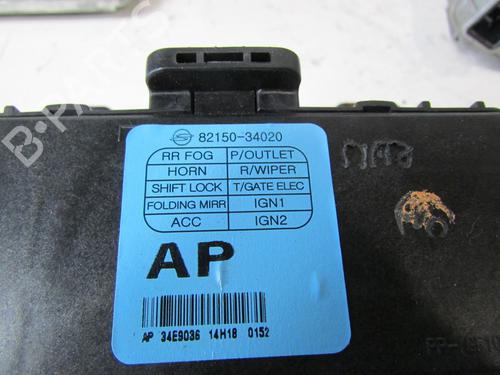 82150-34020
RR FOG P/OUTLET
HORN R/WIPER
SHIFT LOCK T/GATE ELEC
FOLDING MIRR IGN1
ACC IGN2
AP
AP 34E9036 14H18 0152
B-PARTS